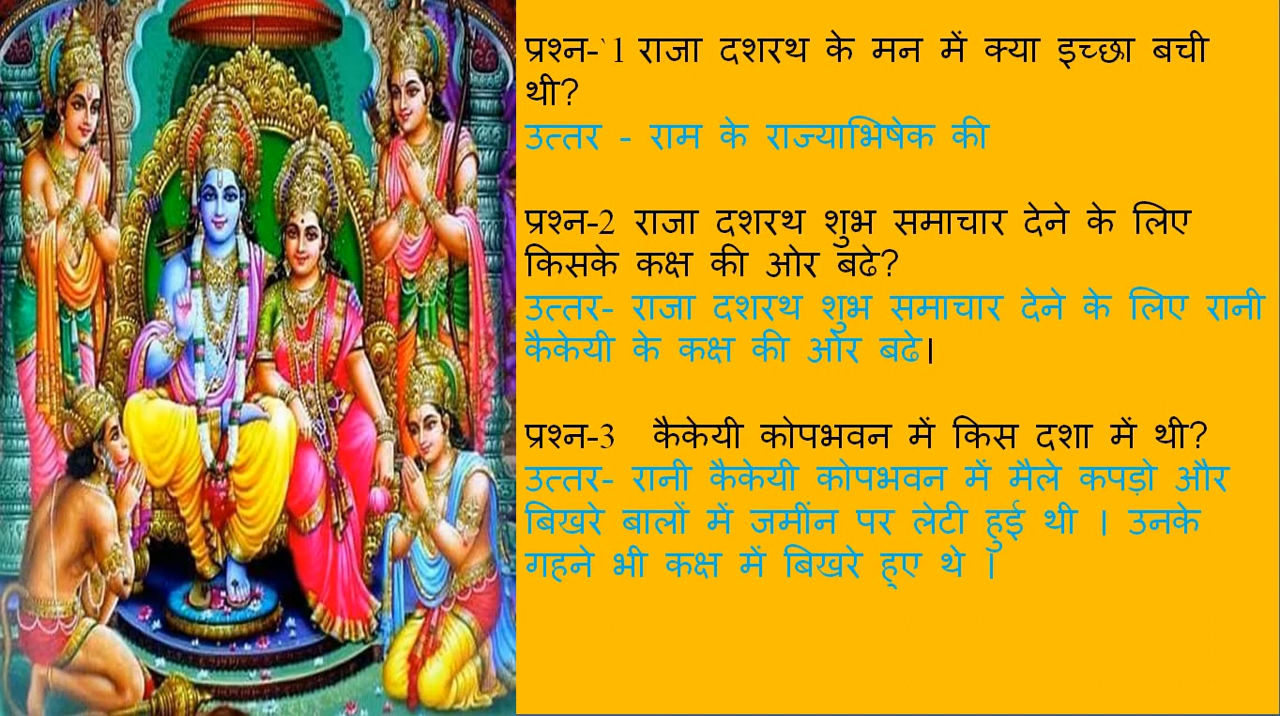 प्रश्न-`1 राजा दशरथ के मन में क्या इच्छा बची
थी?
उत्तर - राम के राज्याभिषेक की
प्रश्न-2 राजा दशरथ शुभ समाचार देने के लिए
किसके कक्ष की ओर बढे?
उत्तर- राजा दशरथ शुभ समाचार देने के लिए रानी
कैकेयी के कक्ष की ओर बढे।
प्रश्न-3 कैकेयी कोपभवन में किस दशा में थी?
उत्तर- रानी कैकेयी कोपभवन में मैले कपड़ो और
बिखरे बालों में जमींन पर लेटी हुई थी । उनके
गहने भी कक्ष में बिखरे हए थे ।